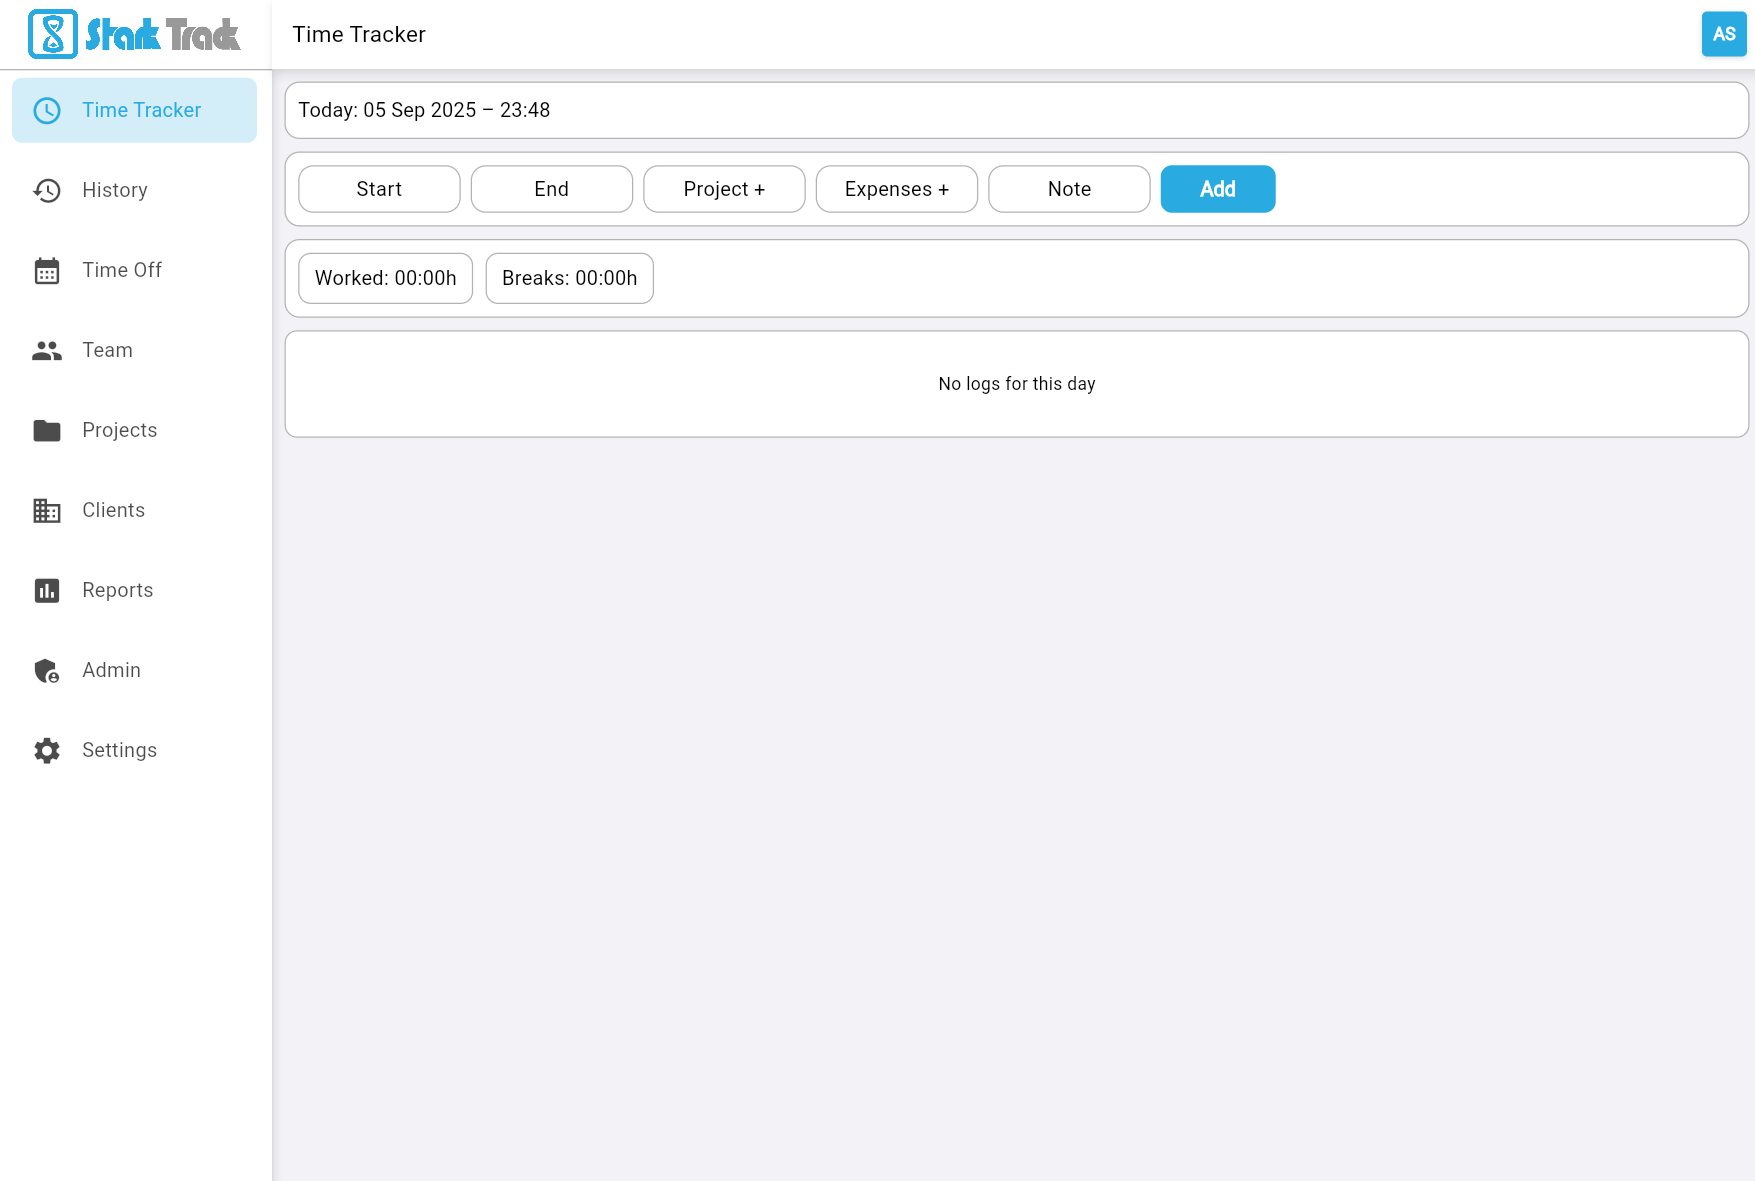 Stark Track
Time Tracker
AS
Time Tracker
History
Time Off
Team
Projects
Clients
Reports
Admin
Settings
Today: 05 Sep 2025 – 23:48
Start
End
Project +
Expenses +
Note
Add
Worked: 00:00h
Breaks: 00:00h
No logs for this day